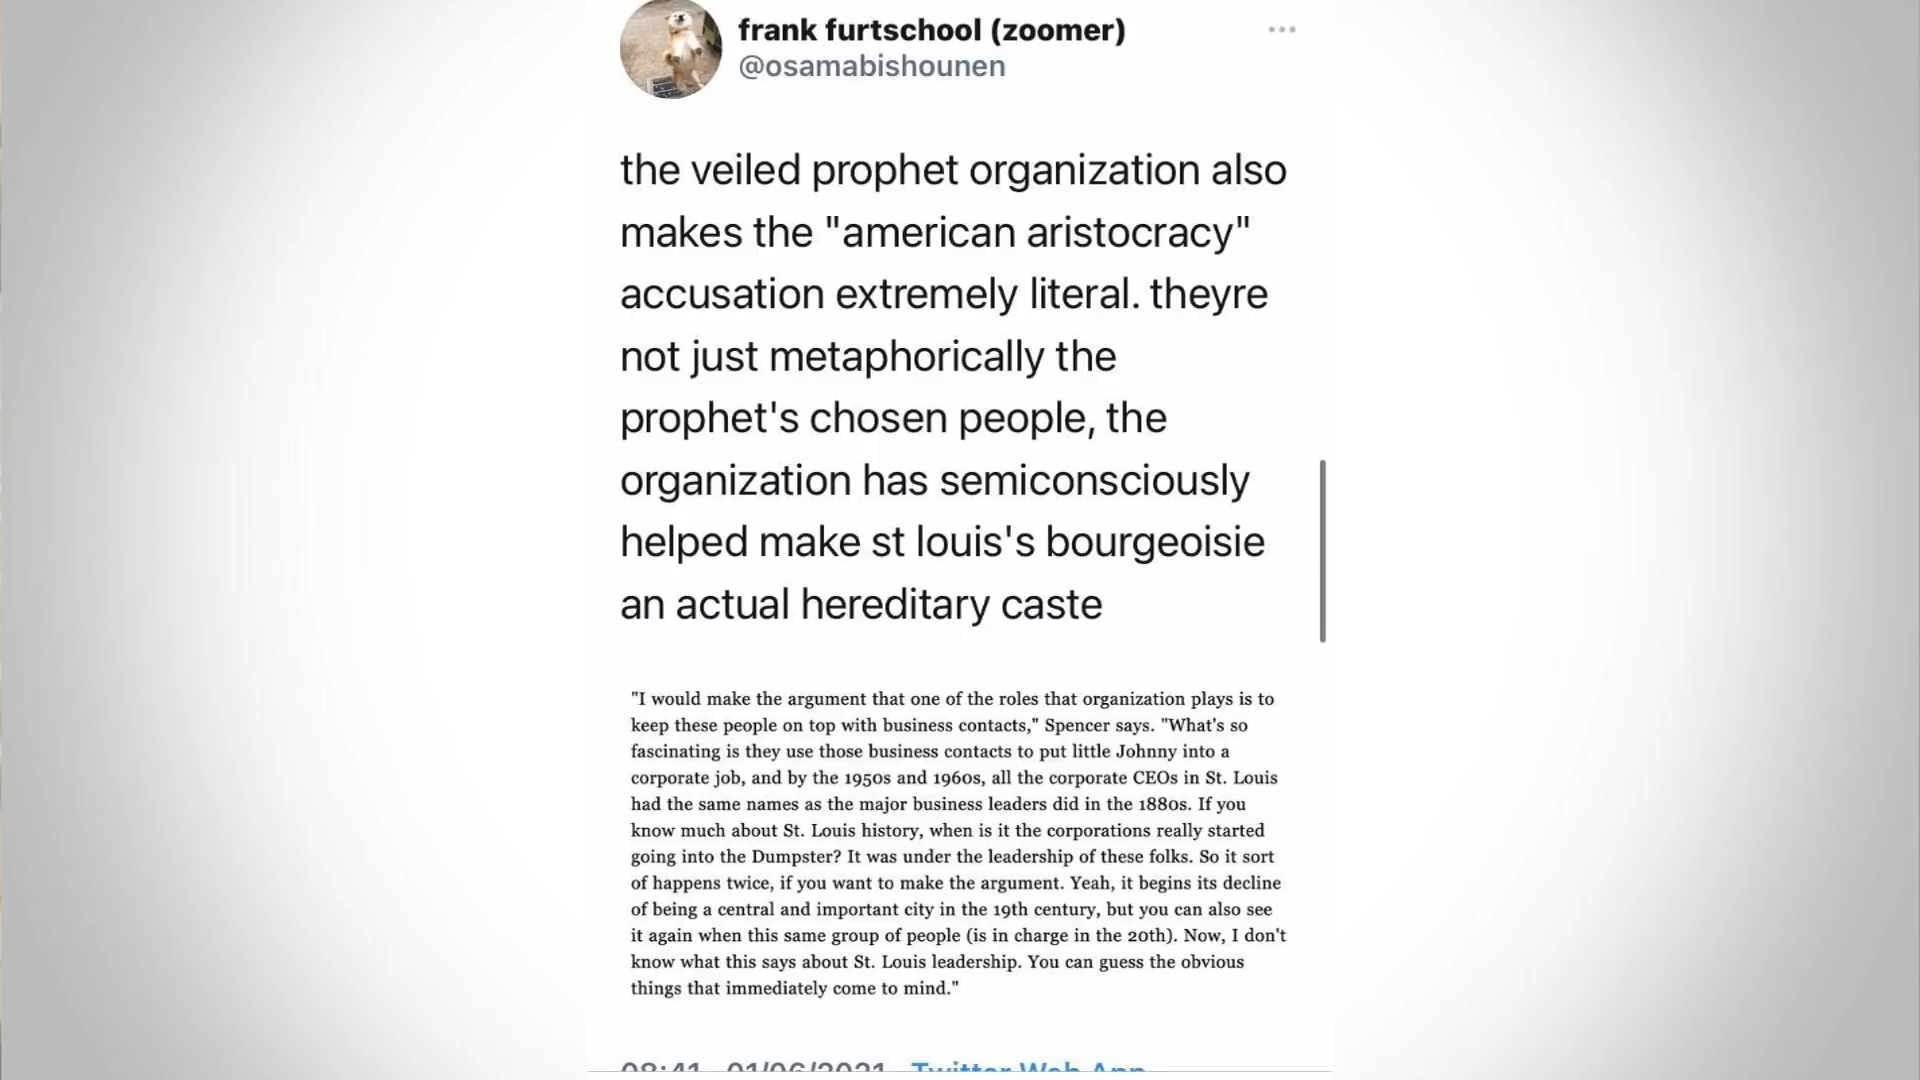 frank furtschool (zoomer)
@osamabishounen
the veiled prophet organization also
makes the "american aristocracy"
accusation extremely literal. theyre
not just metaphorically the
prophet's chosen people, the
organization has semiconsciously
helped make st louis's bourgeoisie
an actual hereditary caste
"I would make the argument that one of the roles that organization plays is to
keep these people on top with business contacts," Spencer says. "What's so
fascinating is they use those business contacts to put little Johnny into a
corporate job, and by the 1950s and 1960s, all the corporate CEOs in St. Louis
had the same names as the major business leaders did in the 1880s. If you
know much about St. Louis history, when is it the corporations really started
going into the Dumpster? It was under the leadership of these folks. So it sort
of happens twice, if you want to make the argument. Yeah, it begins its decline
of being a central and important city in the 19th century, but you can also see
it again when this same group of people (is in charge in the 20th). Now, I don't
know what this says about St. Louis leadership. You can guess the obvious
things that immediately come to mind."
08:41 01/06/2021 Twitter Web App